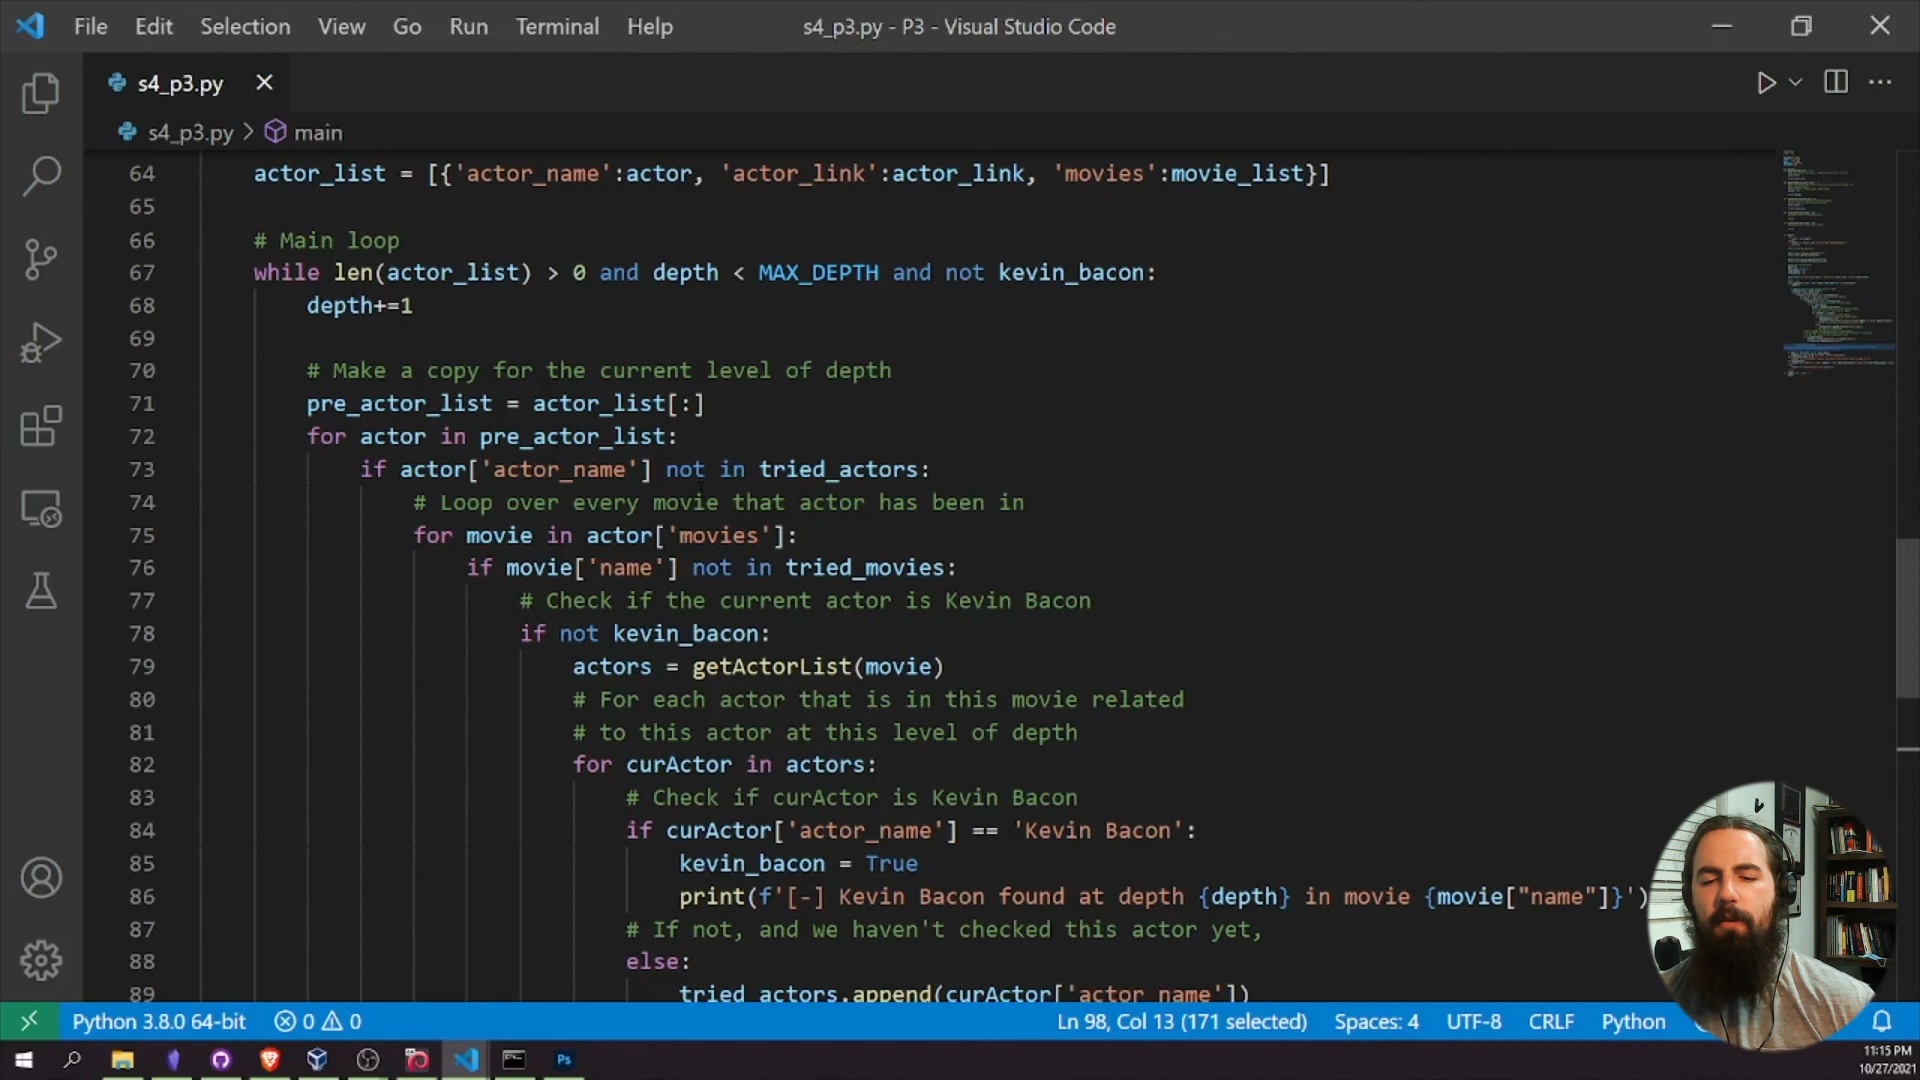 File Edit Selection View Go Run Terminal Help s4_p3.py - P3 - Visual Studio Code
s4_p3.py
s4_p3.py > main
64 actor_list = [{'actor_name':actor, 'actor_link':actor_link, 'movies':movie_list}]
65
66 # Main loop
67 while len(actor_list) > 0 and depth < MAX_DEPTH and not kevin_bacon:
68 depth+=1
69
70 # Make a copy for the current level of depth
71 pre_actor_list = actor_list[:]
72 for actor in pre_actor_list:
73 if actor['actor_name'] not in tried_actors:
74 # Loop over every movie that actor has been in
75 for movie in actor['movies']:
76 if movie['name'] not in tried_movies:
77 # Check if the current actor is Kevin Bacon
78 if not kevin_bacon:
79 actors = getActorList(movie)
80 # For each actor that is in this movie related
81 # to this actor at this level of depth
82 for curActor in actors:
83 # Check if curActor is Kevin Bacon
84 if curActor['actor_name'] == 'Kevin Bacon':
85 kevin_bacon = True
86 print(f'[-] Kevin Bacon found at depth {depth} in movie {movie["name"]}')
87 # If not, and we haven't checked this actor yet,
88 else:
89 tried_actors.append(curActor['actor_name'])
Python 3.8.0 64-bit 0 0 Ln 98, Col 13 (171 selected) Spaces: 4 UTF-8 CRLF Python
Ps
11:15 PM
10/27/2021